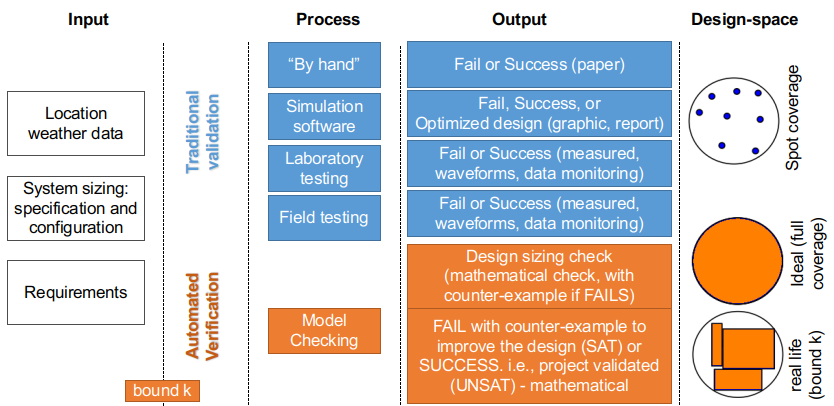 Input
Process
Output
Design-space
Location
weather data
System sizing:
specification and
configuration
Requirements
bound k
Traditional
validation
Automated
Verification
“By hand”
Simulation
software
Laboratory
testing
Field testing
Model
Checking
Fail or Success (paper)
Fail, Success, or
Optimized design (graphic, report)
Fail or Success (measured,
waveforms, data monitoring)
Fail or Success (measured,
waveforms, data monitoring)
Design sizing check
(mathematical check, with
counter-example if FAILS)
FAIL with counter-example to
improve the design (SAT) or
SUCCESS. i.e., project validated
(UNSAT) - mathematical
Spot coverage
Ideal (full
coverage)
real life
(bound k)